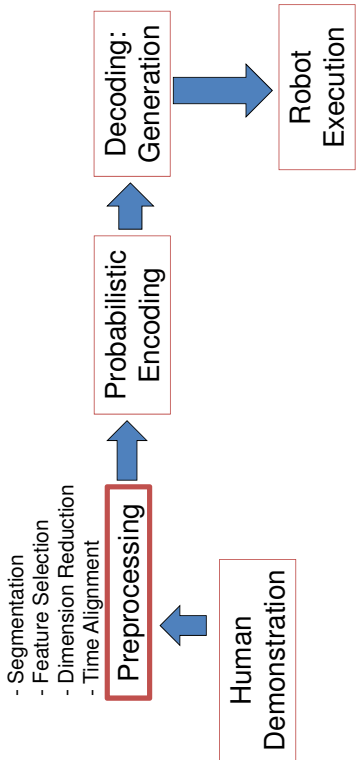 - Segmentation
- Feature Selection
- Dimension Reduction
- Time Alignment
Preprocessing
Probabilistic
Encoding
Decoding:
Generation
Human
Demonstration
Robot
Execution